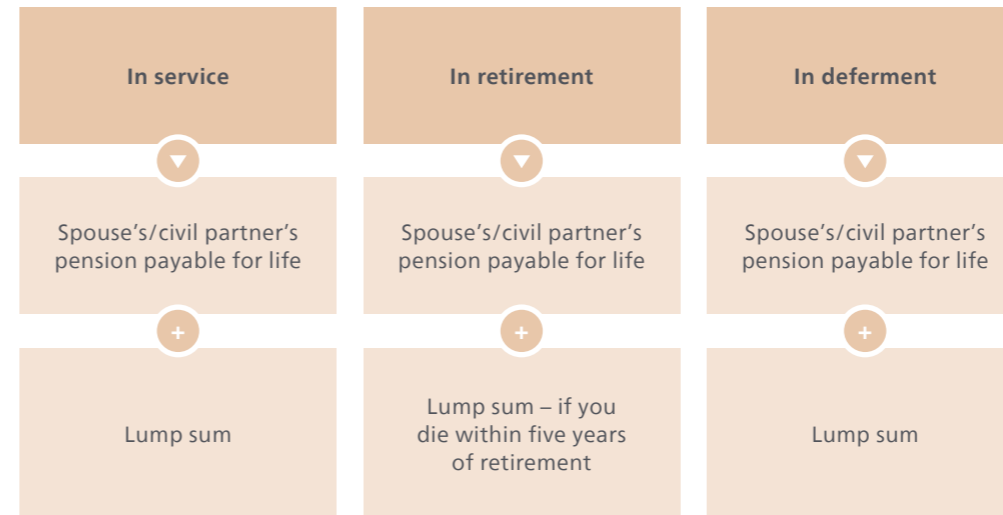 In service
In retirement
In deferment
Spouse's/civil partner's
pension payable for life
Spouse's/civil partner's
pension payable for life
Spouse's/civil partner's
pension payable for life
+
+
+
Lump sum
Lump sum – if you
die within five years
of retirement
Lump sum